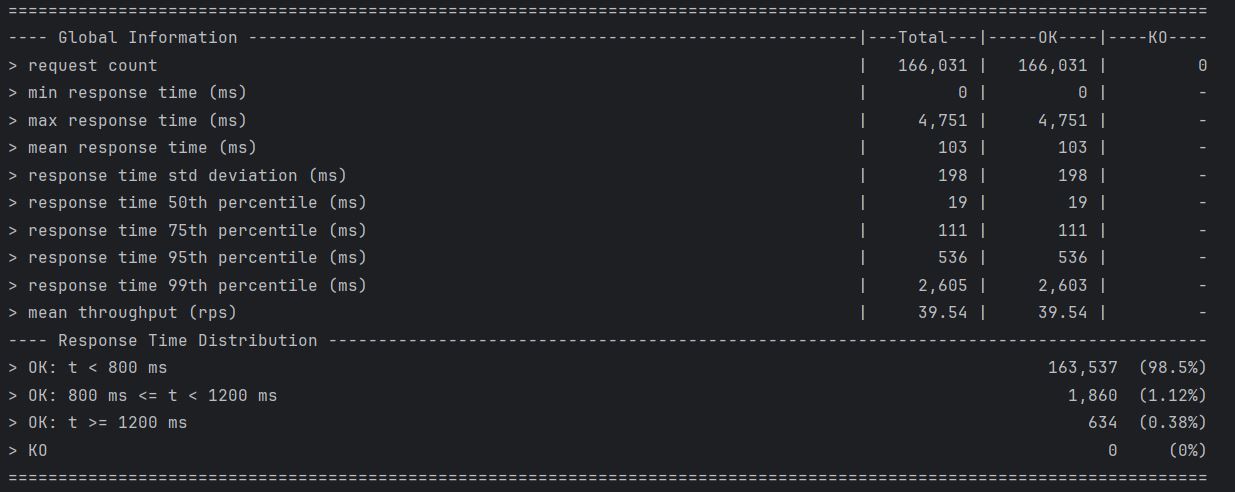 ========================================================================================================================
---- Global Information -------------------------------------------------------------|---Total---|-----OK----|----KO----
> request count                                                                      |   166,031 |   166,031 |         0
> min response time (ms)                                                             |         0 |         0 |         -
> max response time (ms)                                                             |     4,751 |     4,751 |         -
> mean response time (ms)                                                            |       103 |       103 |         -
> response time std deviation (ms)                                                   |       198 |       198 |         -
> response time 50th percentile (ms)                                                 |        19 |        19 |         -
> response time 75th percentile (ms)                                                 |       111 |       111 |         -
> response time 95th percentile (ms)                                                 |       536 |       536 |         -
> response time 99th percentile (ms)                                                 |     2,605 |     2,603 |         -
> mean throughput (rps)                                                              |     39.54 |     39.54 |         -
---- Response Time Distribution ----------------------------------------------------------------------------------------
> OK: t < 800 ms                                                                                        163,537  (98.5%)
> OK: 800 ms <= t < 1200 ms                                                                               1,860  (1.12%)
> OK: t >= 1200 ms                                                                                          634  (0.38%)
> KO                                                                                                          0     (0%)
========================================================================================================================